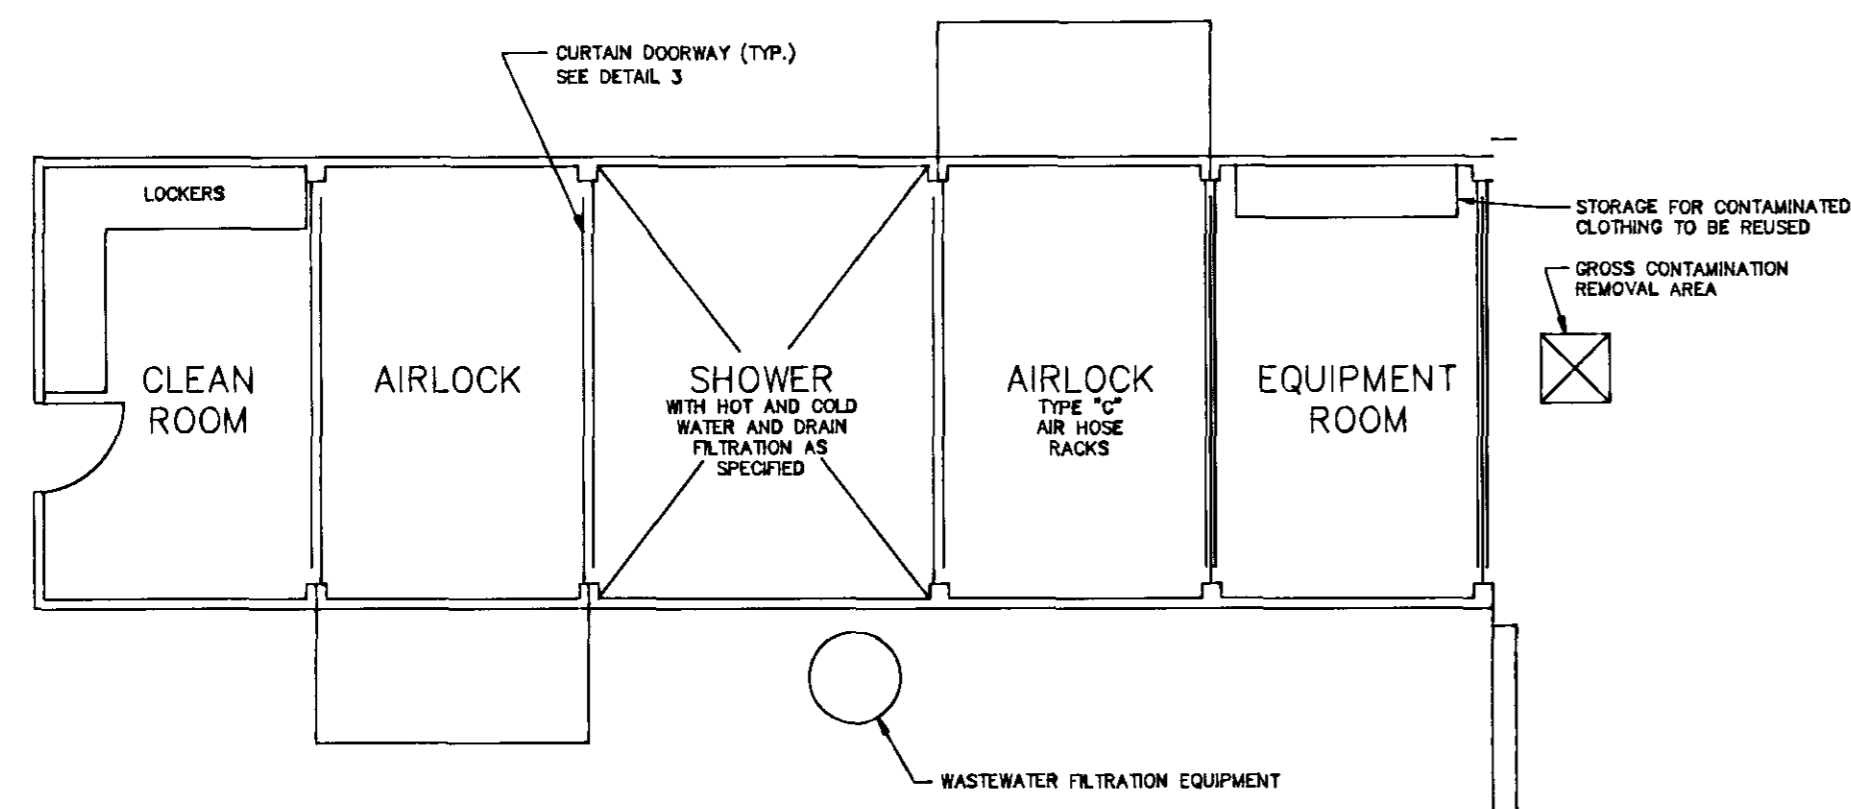 CURTAIN DOORWAY (TYP.)
SEE DETAIL 3
LOCKERS
STORAGE FOR CONTAMINATED
CLOTHING TO BE REUSED
GROSS CONTAMINATION
REMOVAL AREA
CLEAN
ROOM
AIRLOCK
SHOWER
WITH HOT AND COLD
WATER AND DRAIN
FILTRATION AS
SPECIFIED
AIRLOCK
TYPE "C"
AIR HOSE
RACKS
EQUIPMENT
ROOM
WASTEWATER FILTRATION EQUIPMENT